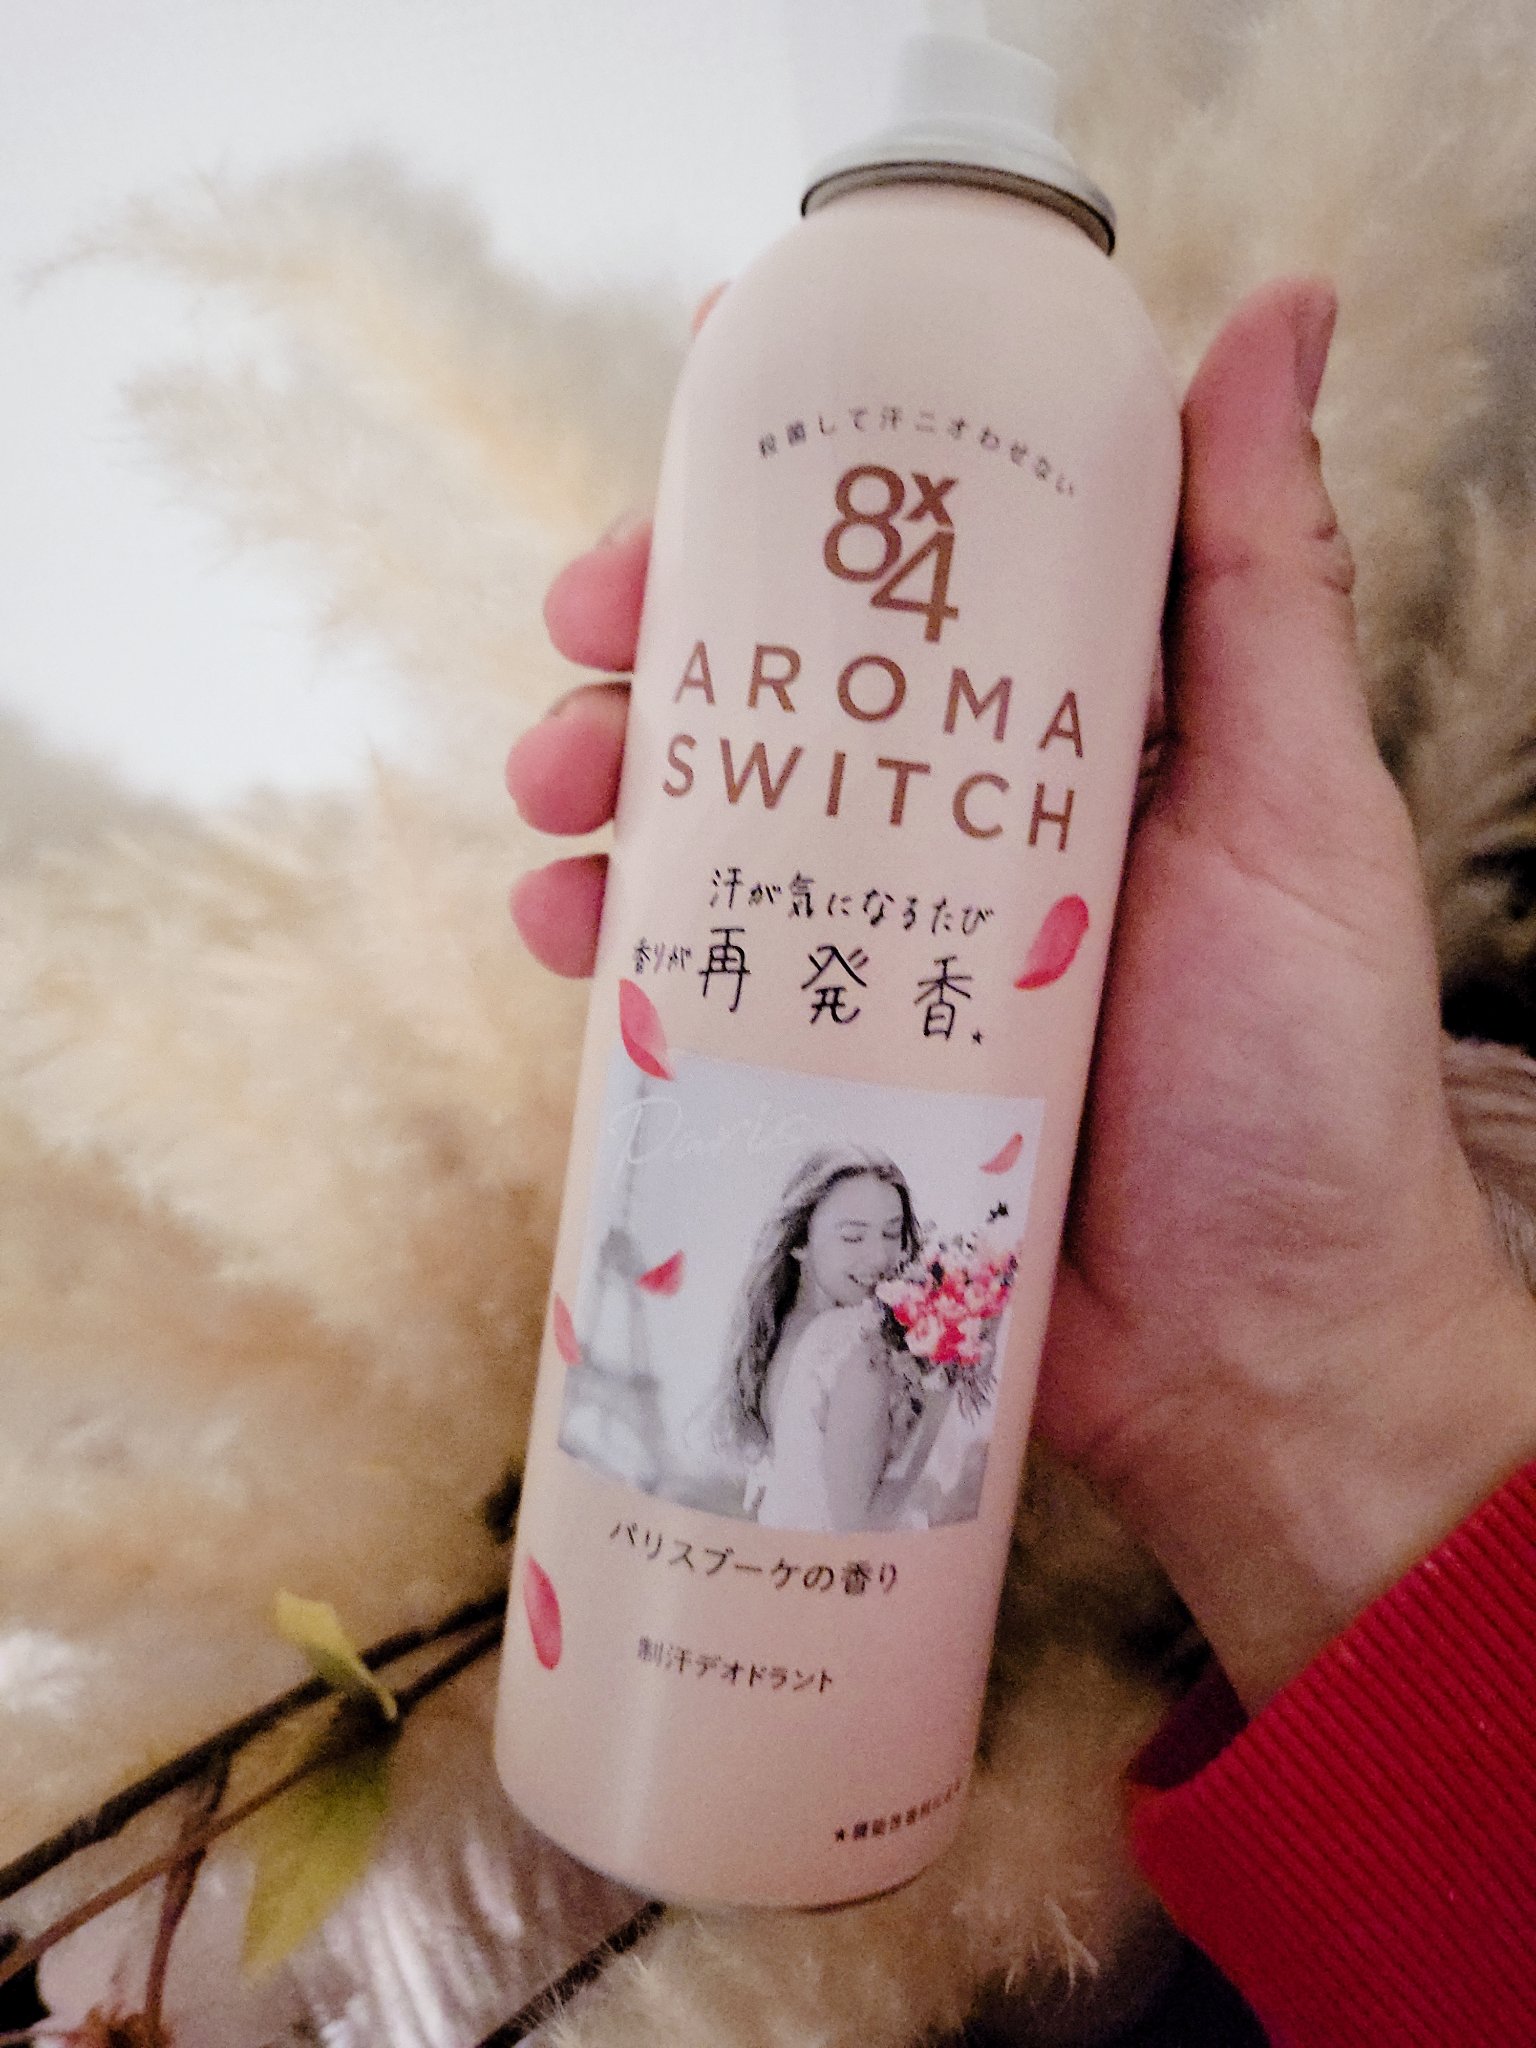 殺菌して汗ニオわせない
8x4
AROMA
SWITCH
汗が気になるたび
香りが再発香★
Paris
パリスブーケの香り
制汗デオドラント